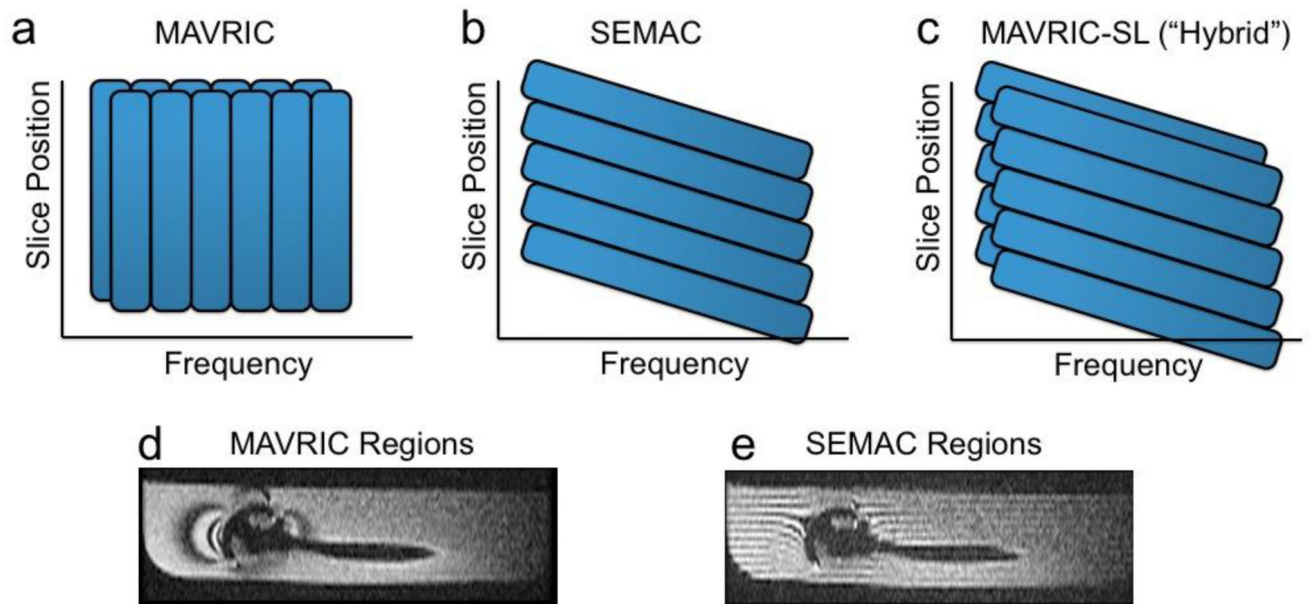 a
MAVRIC
Slice Position
Frequency
b
SEMAC
Slice Position
Frequency
c
MAVRIC-SL (“Hybrid”)
Slice Position
Frequency
d
MAVRIC Regions
e
SEMAC Regions